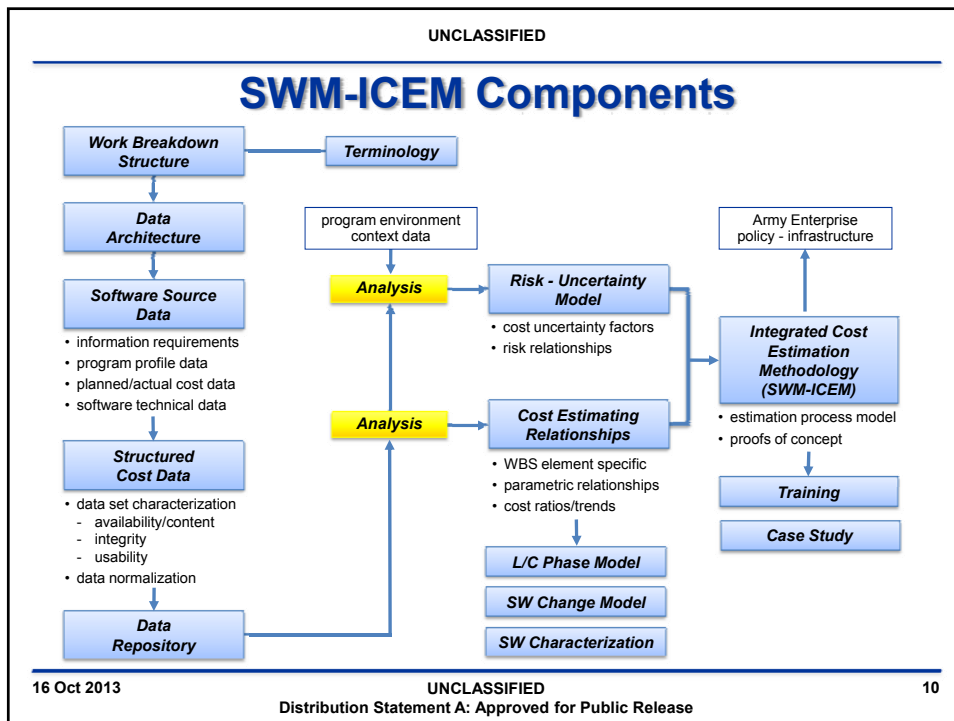 UNCLASSIFIED
SWM-ICEM Components
Work Breakdown
Structure
Terminology
Data
Architecture
Software Source
Data
• information requirements
• program profile data
• planned/actual cost data
• software technical data
Structured
Cost Data
• data set characterization
- availability/content
- integrity
- usability
• data normalization
Data
Repository
program environment
context data
Analysis
Analysis
Risk - Uncertainty
Model
• cost uncertainty factors
• risk relationships
Cost Estimating
Relationships
• WBS element specific
• parametric relationships
• cost ratios/trends
L/C Phase Model
SW Change Model
SW Characterization
Army Enterprise
policy - infrastructure
Integrated Cost
Estimation
Methodology
(SWM-ICEM)
• estimation process model
• proofs of concept
Training
Case Study
16 Oct 2013
UNCLASSIFIED
10
Distribution Statement A: Approved for Public Release